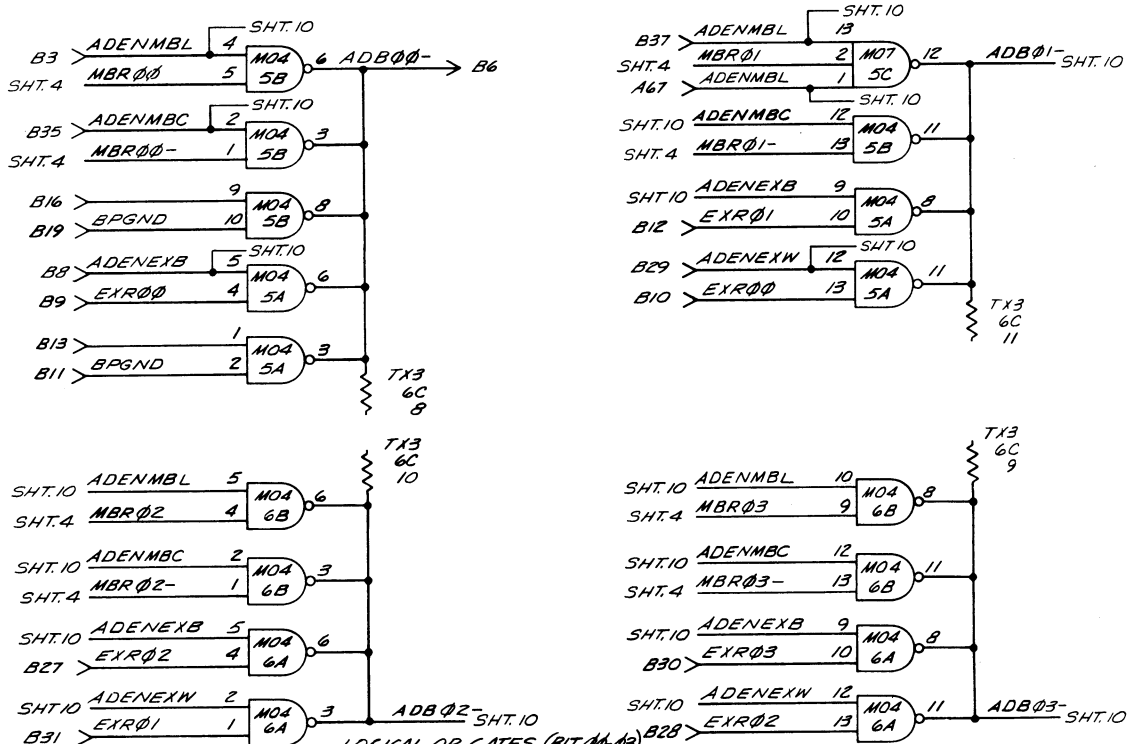 SHT. 10
B3 ADENMBL 4 M04 5B 6 ADBØØ- B6
SHT. 4 MBRØØ 5
SHT. 10
B35 ADENMBC 2 M04 5B 3
SHT. 4 MBRØØ- 1
B16 9 M04 5B 8
B19 BPGND 10
SHT. 10
B8 ADENEXB 5 M04 5A 6
B9 EXRØØ 4
B13 1 M04 5A 3
B11 BPGND 2
TX3
6C
8
SHT. 10
B37 ADENMBL 13 M07 5C 12 ADBØ1- SHT. 10
SHT. 4 MBRØ1 2
A67 ADENMBL 1
SHT. 10
SHT. 10 ADENMBC 12 M04 5B 11
SHT. 4 MBRØ1- 13
SHT 10 ADENEXB 9 M04 5A 8
B12 EXRØ1 10
SHT 10
B29 ADENEXW 12 M04 5A 11
B10 EXRØØ 13
TX3
6C
11
TX3
6C
10
SHT. 10 ADENMBL 5 M04 6B 6
SHT. 4 MBRØ2 4
SHT. 10 ADENMBC 2 M04 6B 3
SHT. 4 MBRØ2- 1
SHT. 10 ADENEXB 5 M04 6A 6
B27 EXRØ2 4
SHT 10 ADENEXW 2 M04 6A 3 ADBØ2- SHT. 10
B31 EXRØ1 1
TX3
6C
9
SHT. 10 ADENMBL 10 M04 6B 8
SHT. 4 MBRØ3 9
SHT. 10 ADENMBC 12 M04 6B 11
SHT. 4 MBRØ3- 13
SHT. 10 ADENEXB 9 M04 6A 8
B30 EXRØ3 10
SHT. 10 ADENEXW 12 M04 6A 11 ADBØ3- SHT. 10
B28 EXRØ2 13
LOGICAL OR GATES (BIT ØØ-Ø3)